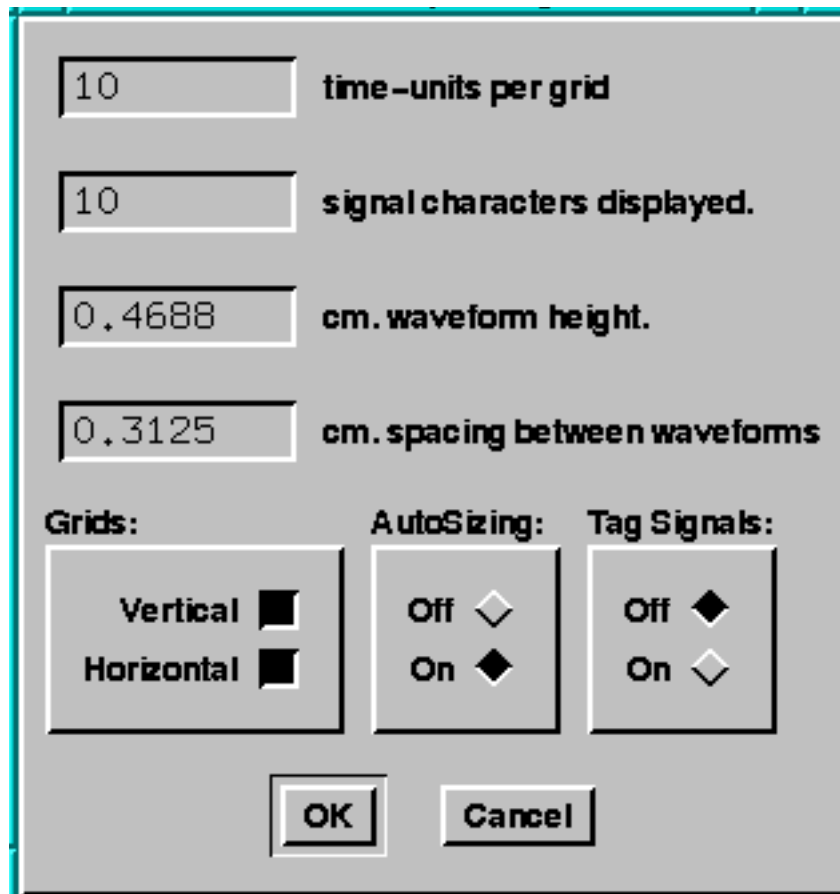 10 time-units per grid
10 signal characters displayed.
0.4688 cm. waveform height.
0.3125 cm. spacing between waveforms
Grids: AutoSizing: Tag Signals:
Vertical Off Off
Horizontal On On
OK Cancel